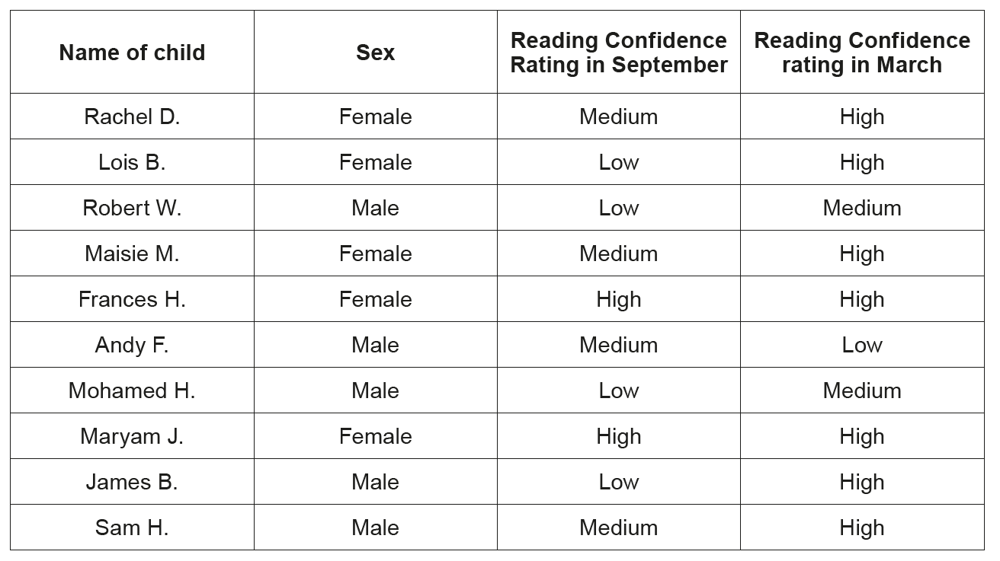 Name of child Sex Reading Confidence Rating in September Reading Confidence rating in March
Rachel D. Female Medium High
Lois B. Female Low High
Robert W. Male Low Medium
Maisie M. Female Medium High
Frances H. Female High High
Andy F. Male Medium Low
Mohamed H. Male Low Medium
Maryam J. Female High High
James B. Male Low High
Sam H. Male Medium High